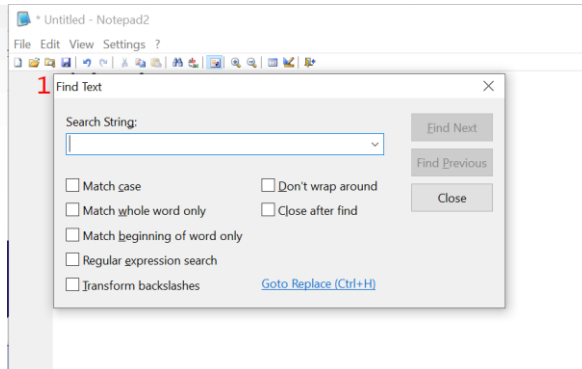 * Untitled - Notepad2
File Edit View Settings ?
1
Find Text
Search String:
Find Next
Find Previous
Match case
Don't wrap around
Close
Match whole word only
Close after find
Match beginning of word only
Regular expression search
Transform backslashes
Goto Replace (Ctrl+H)